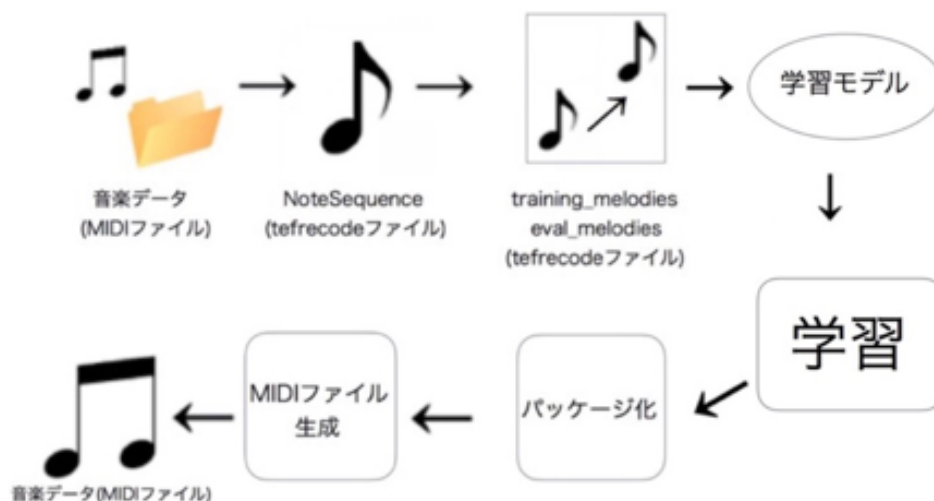 音楽データ
(MIDIファイル)
NoteSequence
(tefrecodeファイル)
training_melodies
eval_melodies
(tefrecodeファイル)
学習モデル
学習
パッケージ化
MIDIファイル
生成
音楽データ(MIDIファイル)